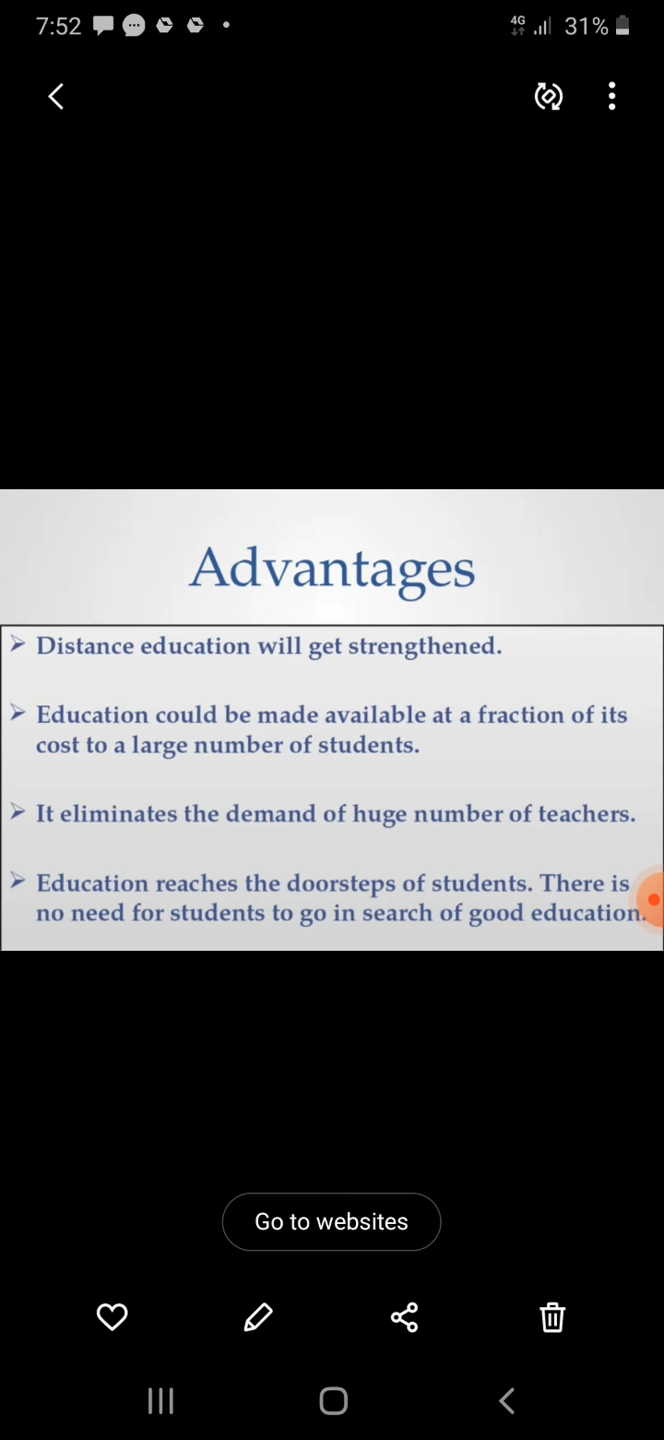 7:52
4G
31%
Advantages
➢ Distance education will get strengthened.
➢ Education could be made available at a fraction of its
cost to a large number of students.
➢ It eliminates the demand of huge number of teachers.
➢ Education reaches the doorsteps of students. There is
no need for students to go in search of good education.
Go to websites